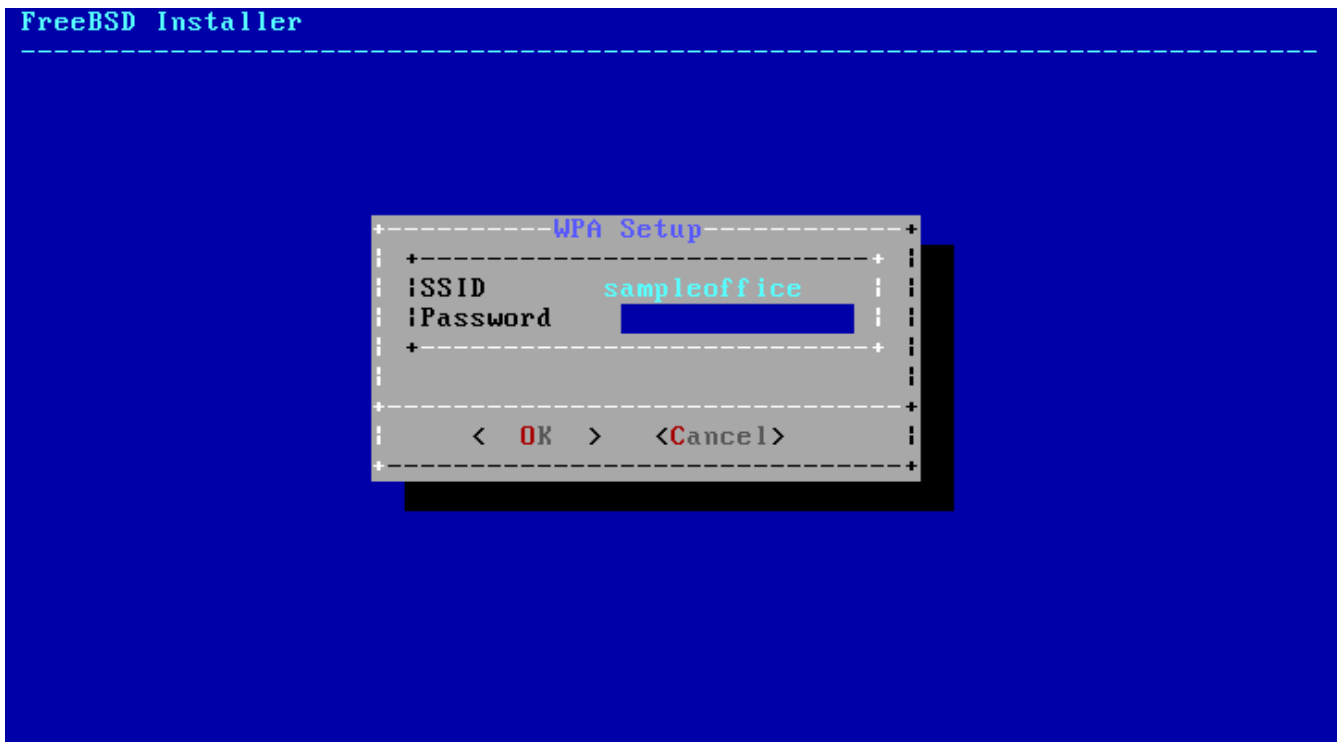 FreeBSD Installer
WPA Setup
SSID sampleoffice
Password
< OK > <Cancel>